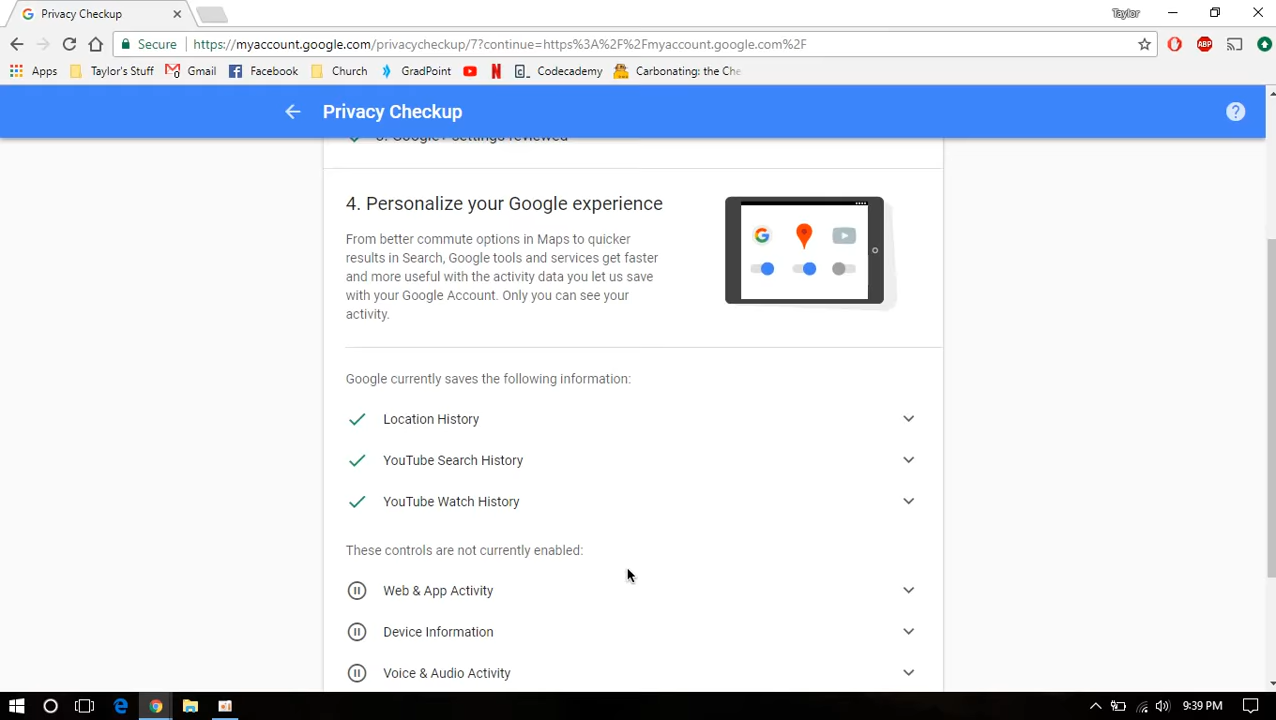 Privacy Checkup
Taylor
Secure
https://myaccount.google.com/privacycheckup/7?continue=https%3A%2F%2Fmyaccount.google.com%2F
ABP
Apps
Taylor's Stuff
Gmail
Facebook
Church
GradPoint
Codecademy
Carbonating: the Che
Privacy Checkup
3. Google+ settings reviewed
4. Personalize your Google experience
From better commute options in Maps to quicker
results in Search, Google tools and services get faster
and more useful with the activity data you let us save
with your Google Account. Only you can see your
activity.
Google currently saves the following information:
Location History
YouTube Search History
YouTube Watch History
These controls are not currently enabled:
Web & App Activity
Device Information
Voice & Audio Activity
9:39 PM